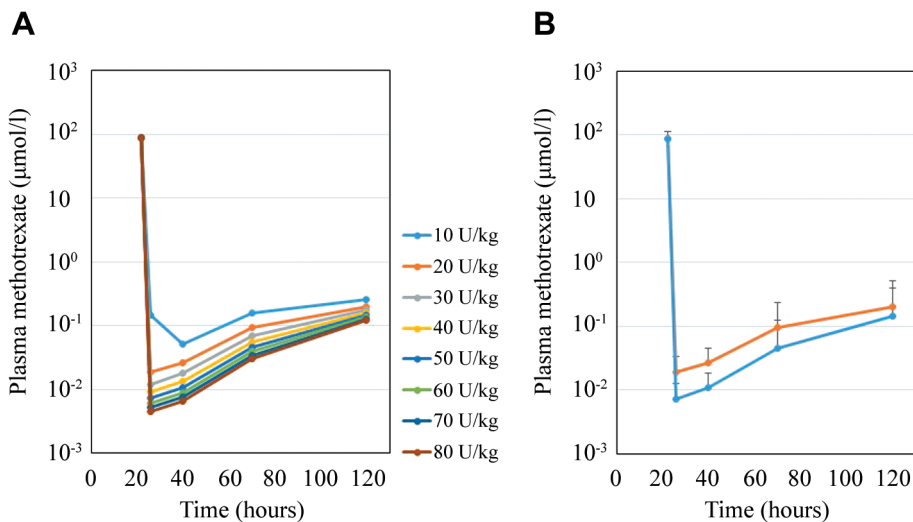 A
Plasma methotrexate (μmol/l)
10³
10²
10
10⁰
10⁻¹
10⁻²
10⁻³
0 20 40 60 80 100 120
Time (hours)
10 U/kg
20 U/kg
30 U/kg
40 U/kg
50 U/kg
60 U/kg
70 U/kg
80 U/kg
B
Plasma methotrexate (μmol/l)
10³
10²
10
10⁰
10⁻¹
10⁻²
10⁻³
0 20 40 60 80 100 120
Time (hours)